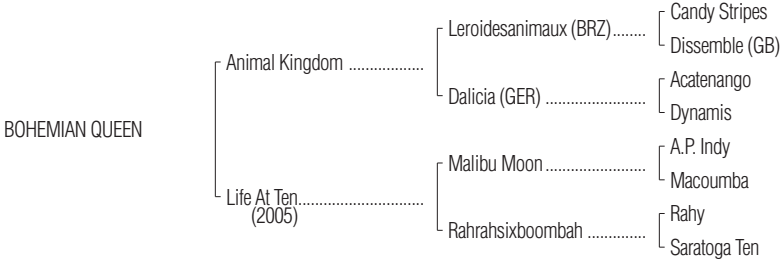 Candy Stripes
Leroidesanimaux (BRZ)........
Dissemble (GB)
Animal Kingdom ..................
Acatenango
Dalicia (GER) ........................
Dynamis
BOHEMIAN QUEEN
A.P. Indy
Malibu Moon ........................
Macoumba
Life At Ten..............................
(2005)
Rahy
Rahrahsixboombah ..............
Saratoga Ten